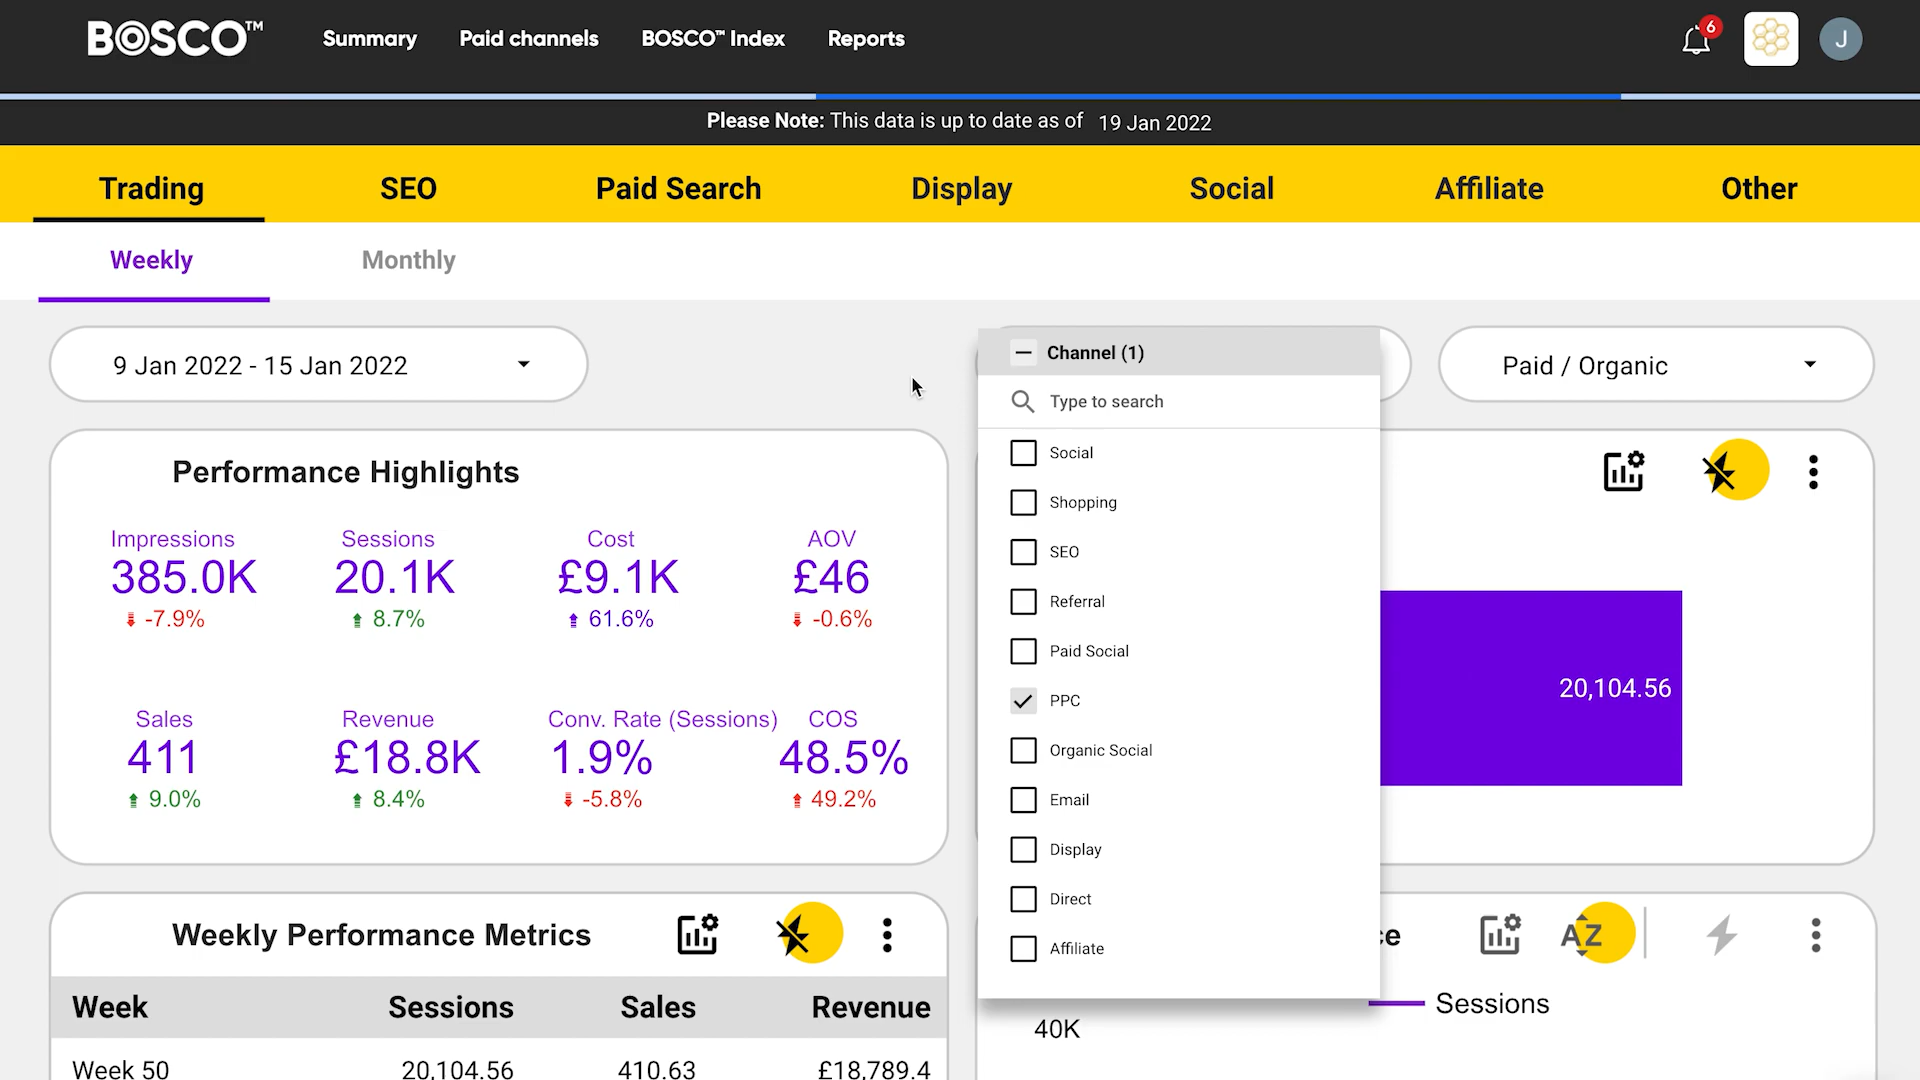 BOSCO™
Summary
Paid channels
BOSCO™ Index
Reports
6
J
Please Note: This data is up to date as of 19 Jan 2022
Trading
SEO
Paid Search
Display
Social
Affiliate
Other
Weekly
Monthly
9 Jan 2022 - 15 Jan 2022
Paid / Organic
Performance Highlights
Impressions
385.0K
-7.9%
Sessions
20.1K
8.7%
Cost
£9.1K
61.6%
AOV
£46
-0.6%
Sales
411
9.0%
Revenue
£18.8K
8.4%
Conv. Rate (Sessions)
1.9%
-5.8%
COS
48.5%
49.2%
Channel (1)
Type to search
Social
Shopping
SEO
Referral
Paid Social
PPC
Organic Social
Email
Display
Direct
Affiliate
20,104.56
Weekly Performance Metrics
Week Sessions Sales Revenue
Week 50 20,104.56 410.63 £18,789.4
ce
AZ
Sessions
40K